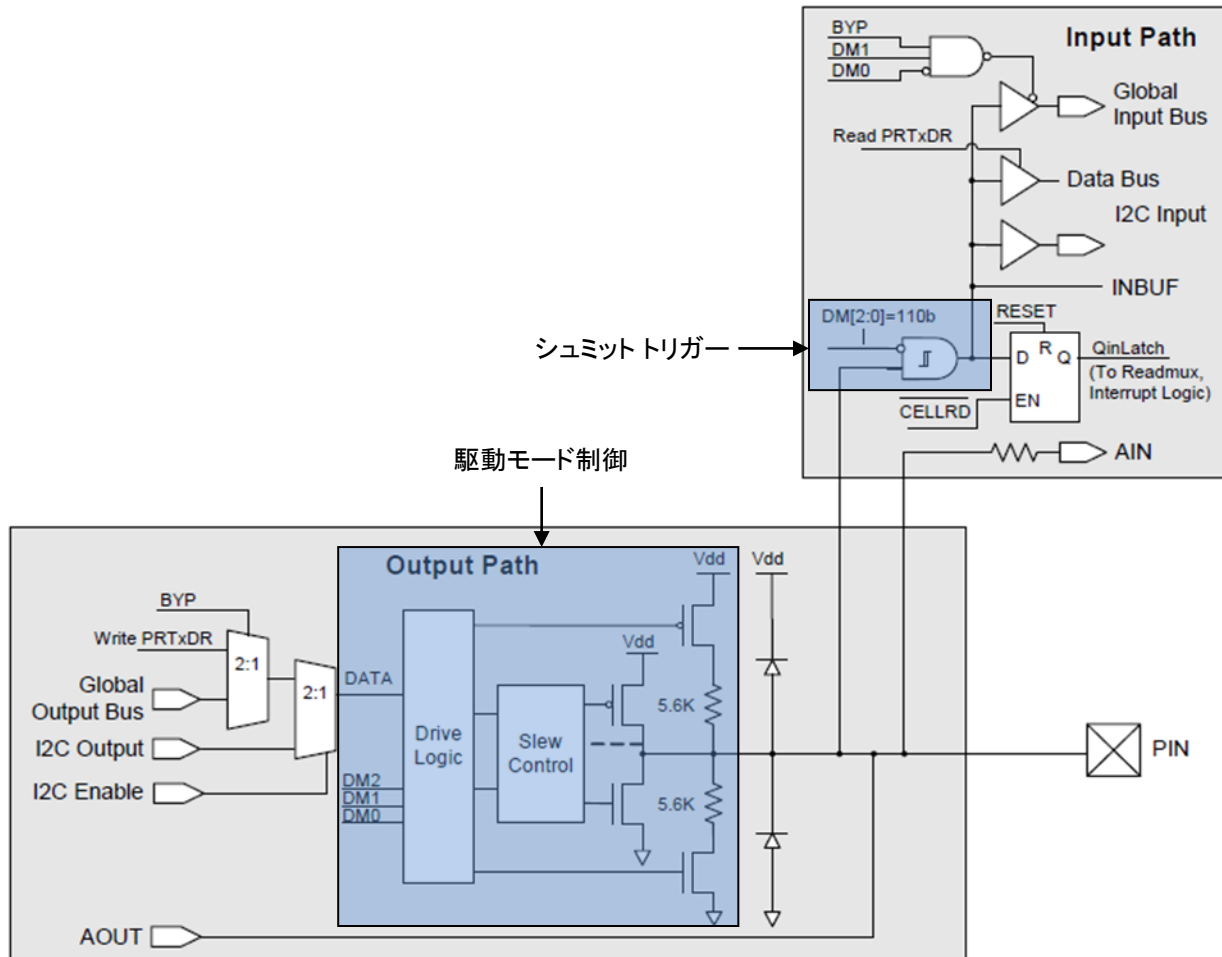 BYP
DM1
DM0
Input Path
Global
Input Bus
Read PRTxDR
Data Bus
I2C Input
INBUF
シュミット トリガー
DM[2:0]=110b
RESET
D
R
Q
EN
QinLatch
(To Readmux,
Interrupt Logic)
CELLRD
AIN
駆動モード制御
Output Path
Vdd
Vdd
BYP
Write PRTxDR
2:1
Global
Output Bus
2:1
DATA
I2C Output
I2C Enable
Drive
Logic
DM2
DM1
DM0
Slew
Control
Vdd
5.6K
5.6K
PIN
AOUT